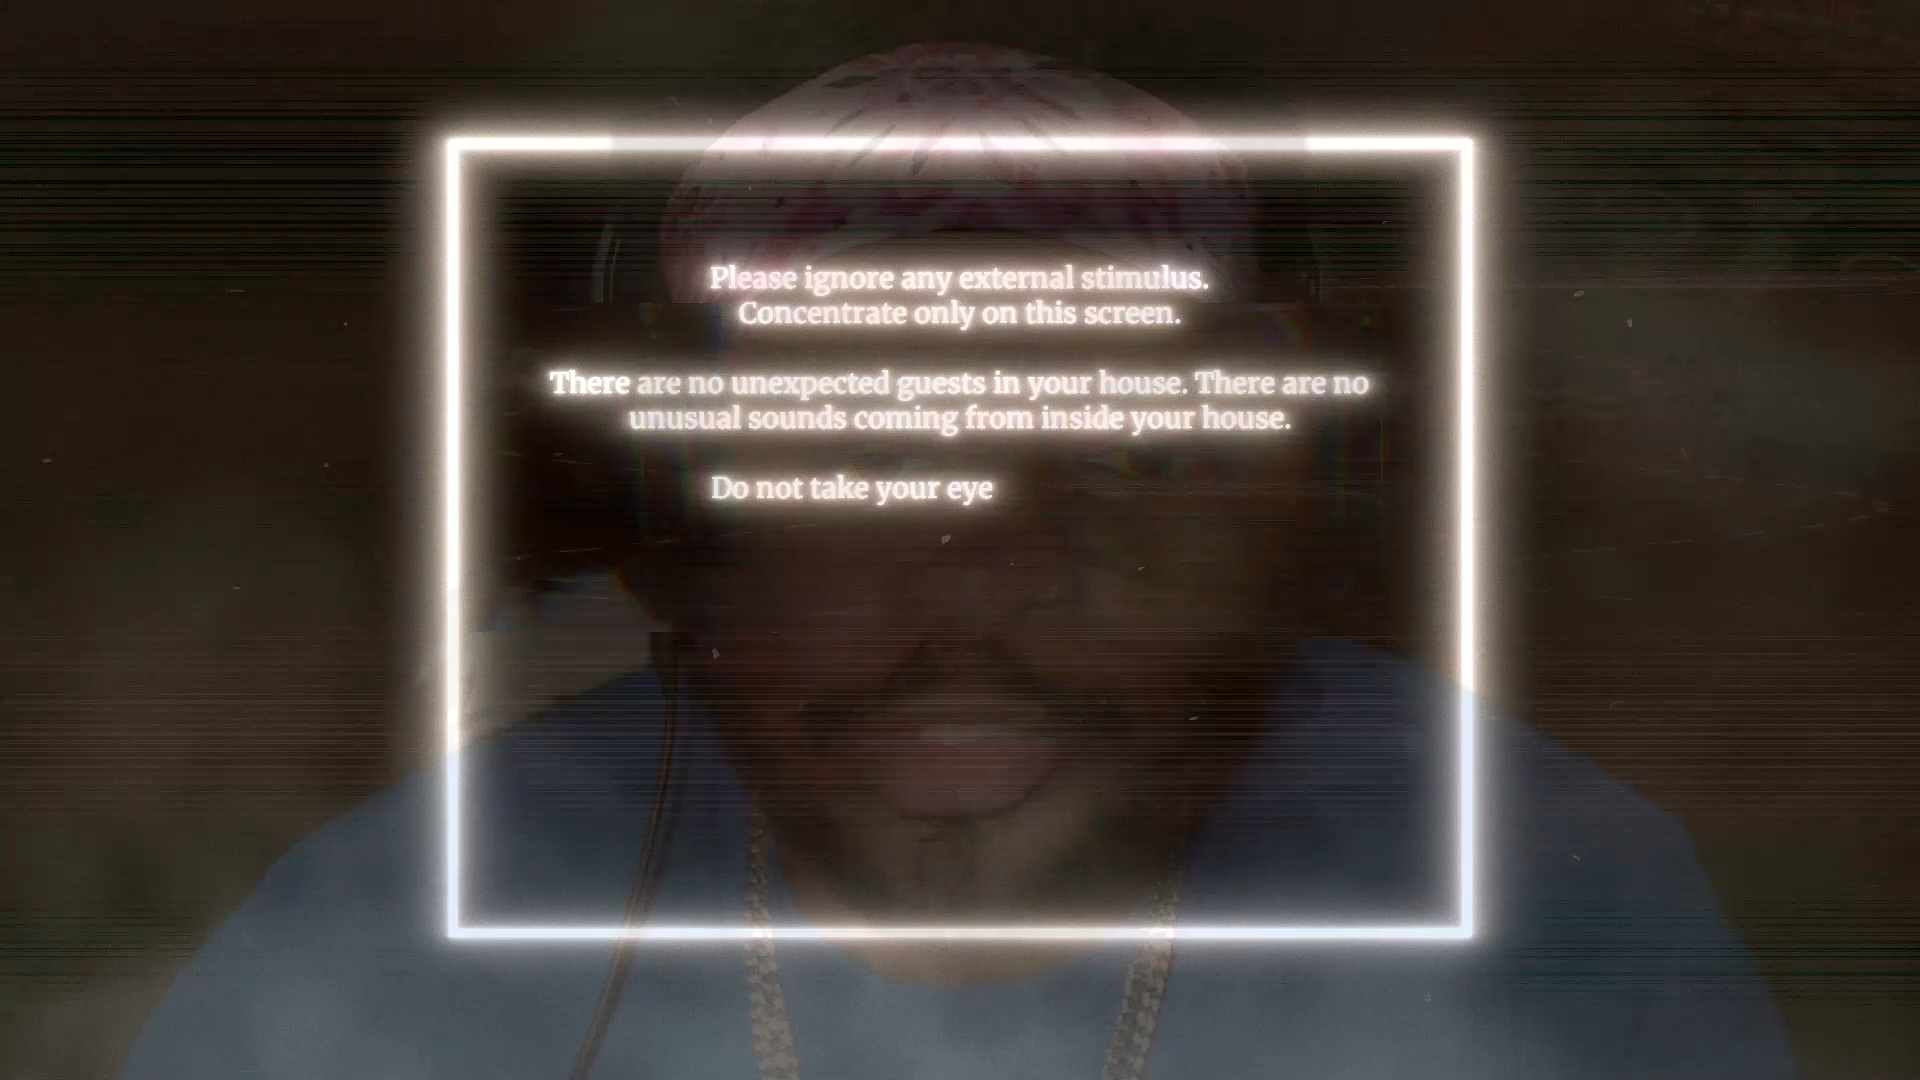 Please ignore any external stimulus.
Concentrate only on this screen.
There are no unexpected guests in your house. There are no
unusual sounds coming from inside your house.
Do not take your eye